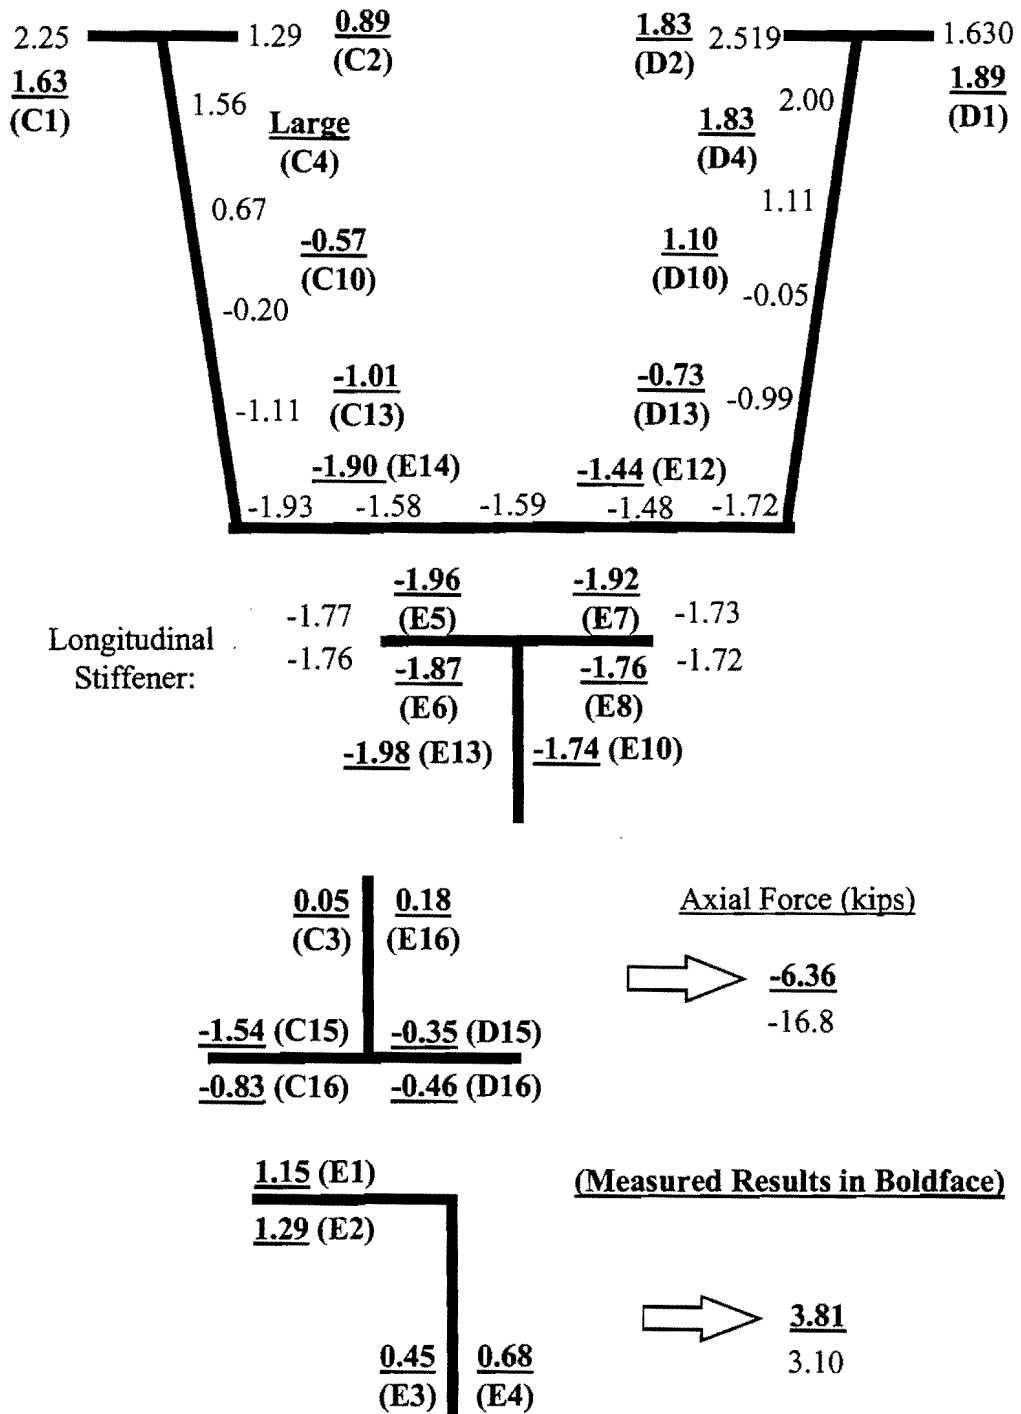 2.25 1.29 0.89 1.83 2.519 1.630
(C2) (D2)
1.63 1.89
(C1) (D1)
1.56 2.00
Large 1.83
(C4) (D4)
0.67 1.11
-0.57 1.10
(C10) (D10)
-0.20 -0.05
-1.01 -0.73
-1.11 (C13) (D13) -0.99
-1.90 (E14) -1.44 (E12)
-1.93 -1.58 -1.59 -1.48 -1.72
-1.96 -1.92
-1.77 (E5) (E7) -1.73
Longitudinal
Stiffener:
-1.76 -1.87 -1.76 -1.72
(E6) (E8)
-1.98 (E13) -1.74 (E10)
0.05 0.18 Axial Force (kips)
(C3) (E16)
-6.36
-16.8
-1.54 (C15) -0.35 (D15)
-0.83 (C16) -0.46 (D16)
1.15 (E1) (Measured Results in Boldface)
1.29 (E2)
3.81
3.10
0.45 0.68
(E3) (E4)